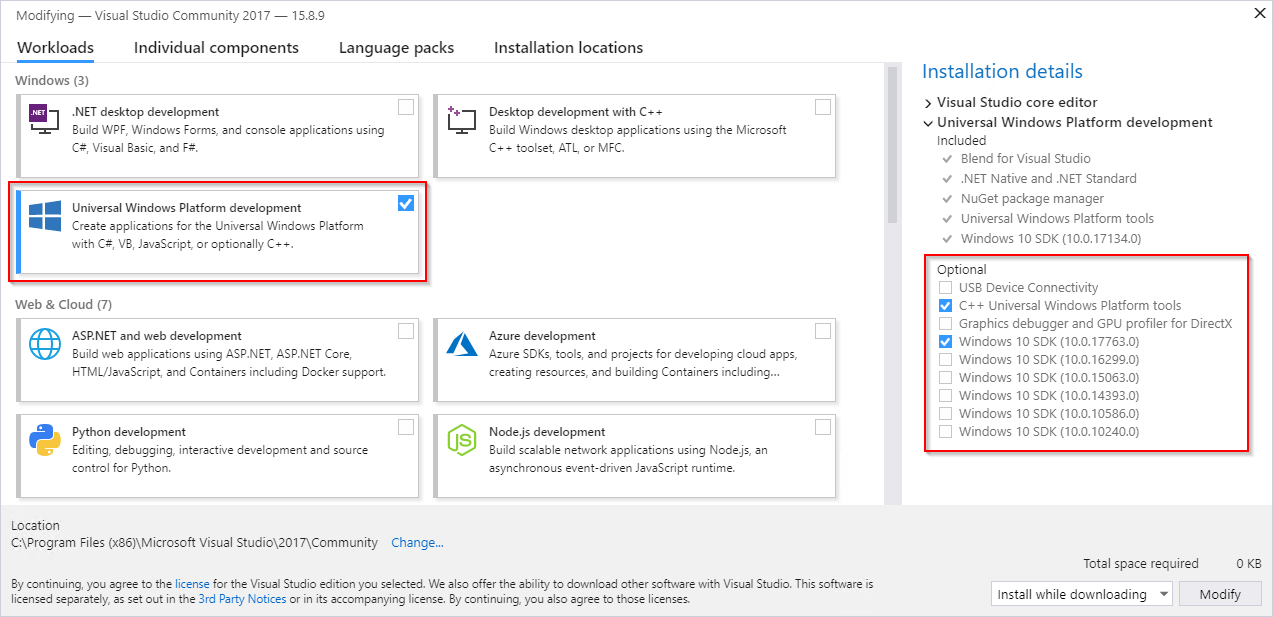 Modifying — Visual Studio Community 2017 — 15.8.9
Workloads
Individual components
Language packs
Installation locations
Windows (3)
.NET
.NET desktop development
Build WPF, Windows Forms, and console applications using
C#, Visual Basic, and F#.
Desktop development with C++
Build Windows desktop applications using the Microsoft
C++ toolset, ATL, or MFC.
Universal Windows Platform development
Create applications for the Universal Windows Platform
with C#, VB, JavaScript, or optionally C++.
Web & Cloud (7)
ASP.NET and web development
Build web applications using ASP.NET, ASP.NET Core,
HTML/JavaScript, and Containers including Docker support.
Azure development
Azure SDKs, tools, and projects for developing cloud apps,
creating resources, and building Containers including...
Python development
Editing, debugging, interactive development and source
control for Python.
JS
Node.js development
Build scalable network applications using Node.js, an
asynchronous event-driven JavaScript runtime.
Installation details
Visual Studio core editor
Universal Windows Platform development
Included
Blend for Visual Studio
.NET Native and .NET Standard
NuGet package manager
Universal Windows Platform tools
Windows 10 SDK (10.0.17134.0)
Optional
USB Device Connectivity
C++ Universal Windows Platform tools
Graphics debugger and GPU profiler for DirectX
Windows 10 SDK (10.0.17763.0)
Windows 10 SDK (10.0.16299.0)
Windows 10 SDK (10.0.15063.0)
Windows 10 SDK (10.0.14393.0)
Windows 10 SDK (10.0.10586.0)
Windows 10 SDK (10.0.10240.0)
Location
C:\Program Files (x86)\Microsoft Visual Studio\2017\Community Change...
By continuing, you agree to the license for the Visual Studio edition you selected. We also offer the ability to download other software with Visual Studio. This software is
licensed separately, as set out in the 3rd Party Notices or in its accompanying license. By continuing, you also agree to those licenses.
Total space required 0 KB
Install while downloading
Modify